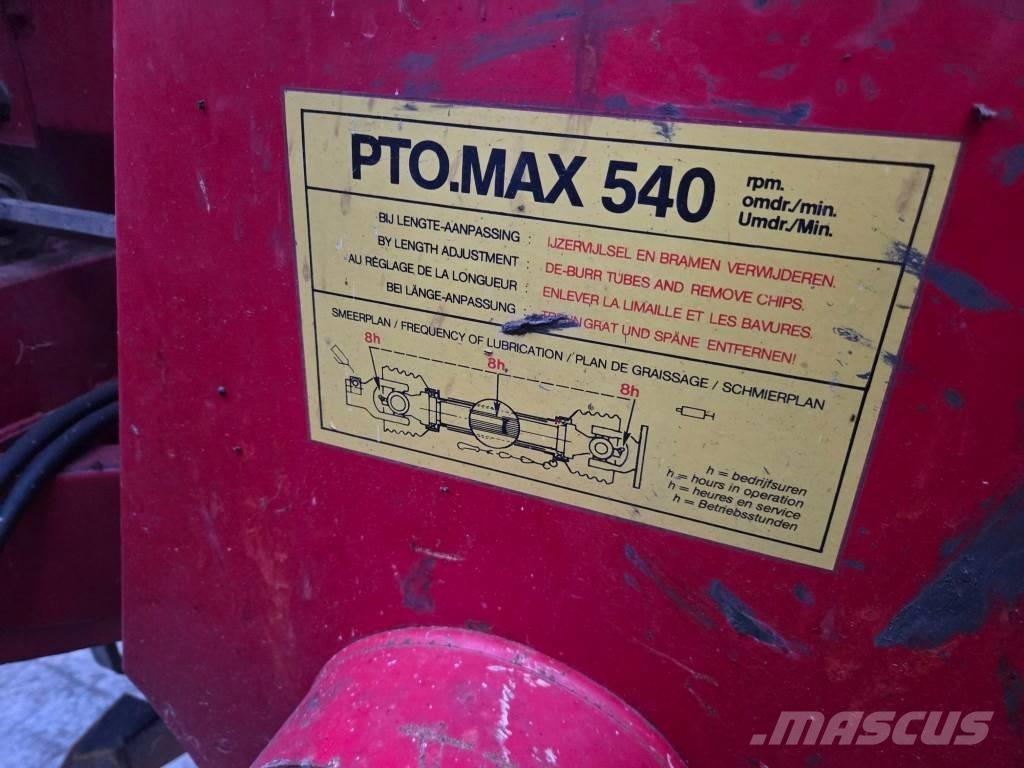 PTO.MAX 540 rpm.
omdr./min.
Umdr./Min.
BIJ LENGTE-AANPASSING : IJZERVIJLSEL EN BRAMEN VERWIJDEREN.
BY LENGTH ADJUSTMENT : DE-BURR TUBES AND REMOVE CHIPS.
AU RÉGLAGE DE LA LONGUEUR : ENLEVER LA LIMAILLE ET LES BAVURES.
BEI LÄNGE-ANPASSUNG : UND SPÄNE ENTFERNEN!
SMEERPLAN / FREQUENCY OF LUBRICATION / PLAN DE GRAISSAGE / SCHMIERPLAN
8h 8h 8h
h = bedrijfsuren
h = hours in operation
h = heures en service
h = Betriebsstunden
MASCUS